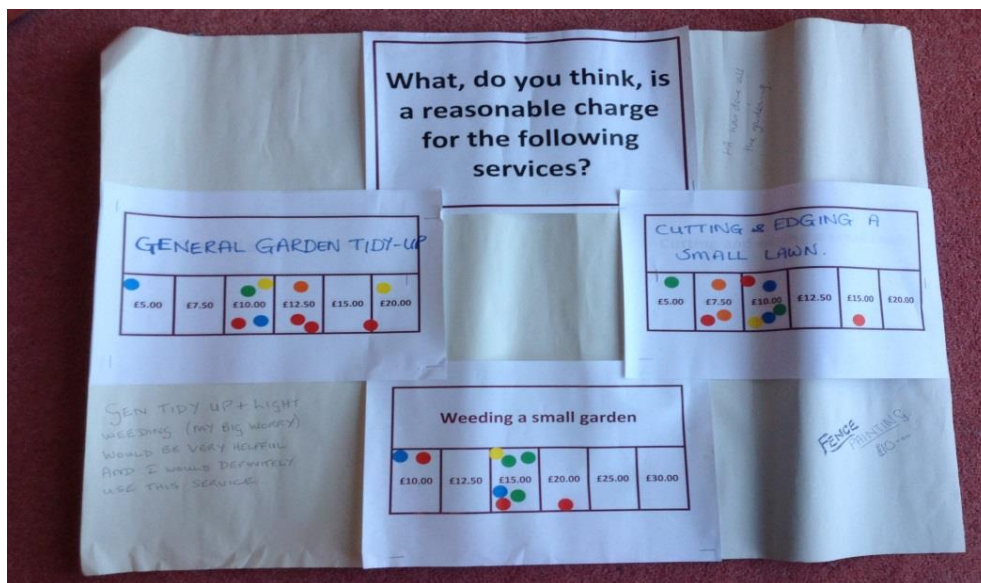 What, do you think, is
a reasonable charge
for the following
services?
all
the gardening
GENERAL GARDEN TIDY-UP
£5.00 £7.50 £10.00 £12.50 £15.00 £20.00
CUTTING & EDGING A
SMALL LAWN.
£5.00 £7.50 £10.00 £12.50 £15.00 £20.00
GEN TIDY UP + LIGHT
WEEDING (MY BIG WORRY)
WOULD BE VERY HELPFUL
AND I WOULD DEFINITELY
USE THIS SERVICE
Weeding a small garden
£10.00 £12.50 £15.00 £20.00 £25.00 £30.00
FENCE
PAINTING
£10.---